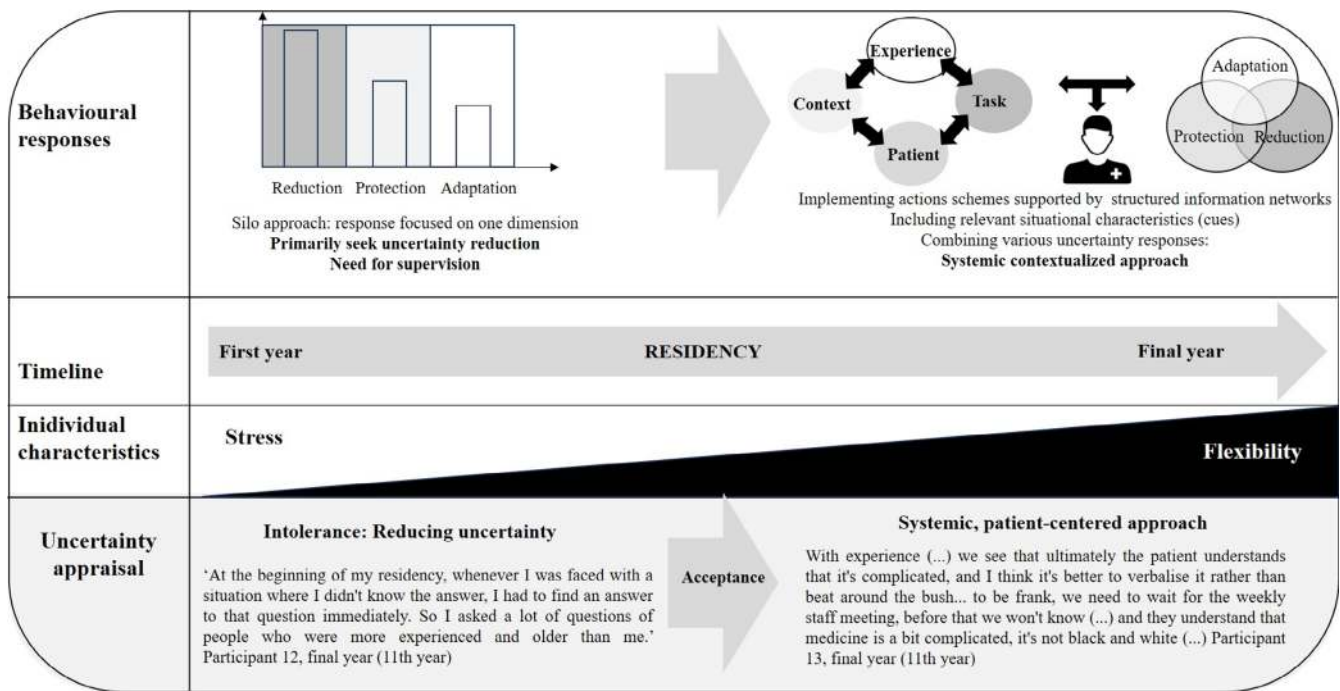 Behavioural
responses
Reduction Protection Adaptation
Silo approach: response focused on one dimension
Primarily seek uncertainty reduction
Need for supervision
Experience
Context
Task
Patient
Adaptation
Protection
Reduction
Implementing actions schemes supported by structured information networks
Including relevant situational characteristics (cues)
Combining various uncertainty responses:
Systemic contextualized approach
Timeline
First year
RESIDENCY
Final year
Inidividual
characteristics
Stress
Flexibility
Uncertainty
appraisal
Intolerance: Reducing uncertainty
‘At the beginning of my residency, whenever I was faced with a
situation where I didn't know the answer, I had to find an answer
to that question immediately. So I asked a lot of questions of
people who were more experienced and older than me.’
Participant 12, final year (11th year)
Acceptance
Systemic, patient-centered approach
With experience (...) we see that ultimately the patient understands
that it's complicated, and I think it's better to verbalise it rather than
beat around the bush... to be frank, we need to wait for the weekly
staff meeting, before that we won't know (...) and they understand that
medicine is a bit complicated, it's not black and white (...) Participant
13, final year (11th year)